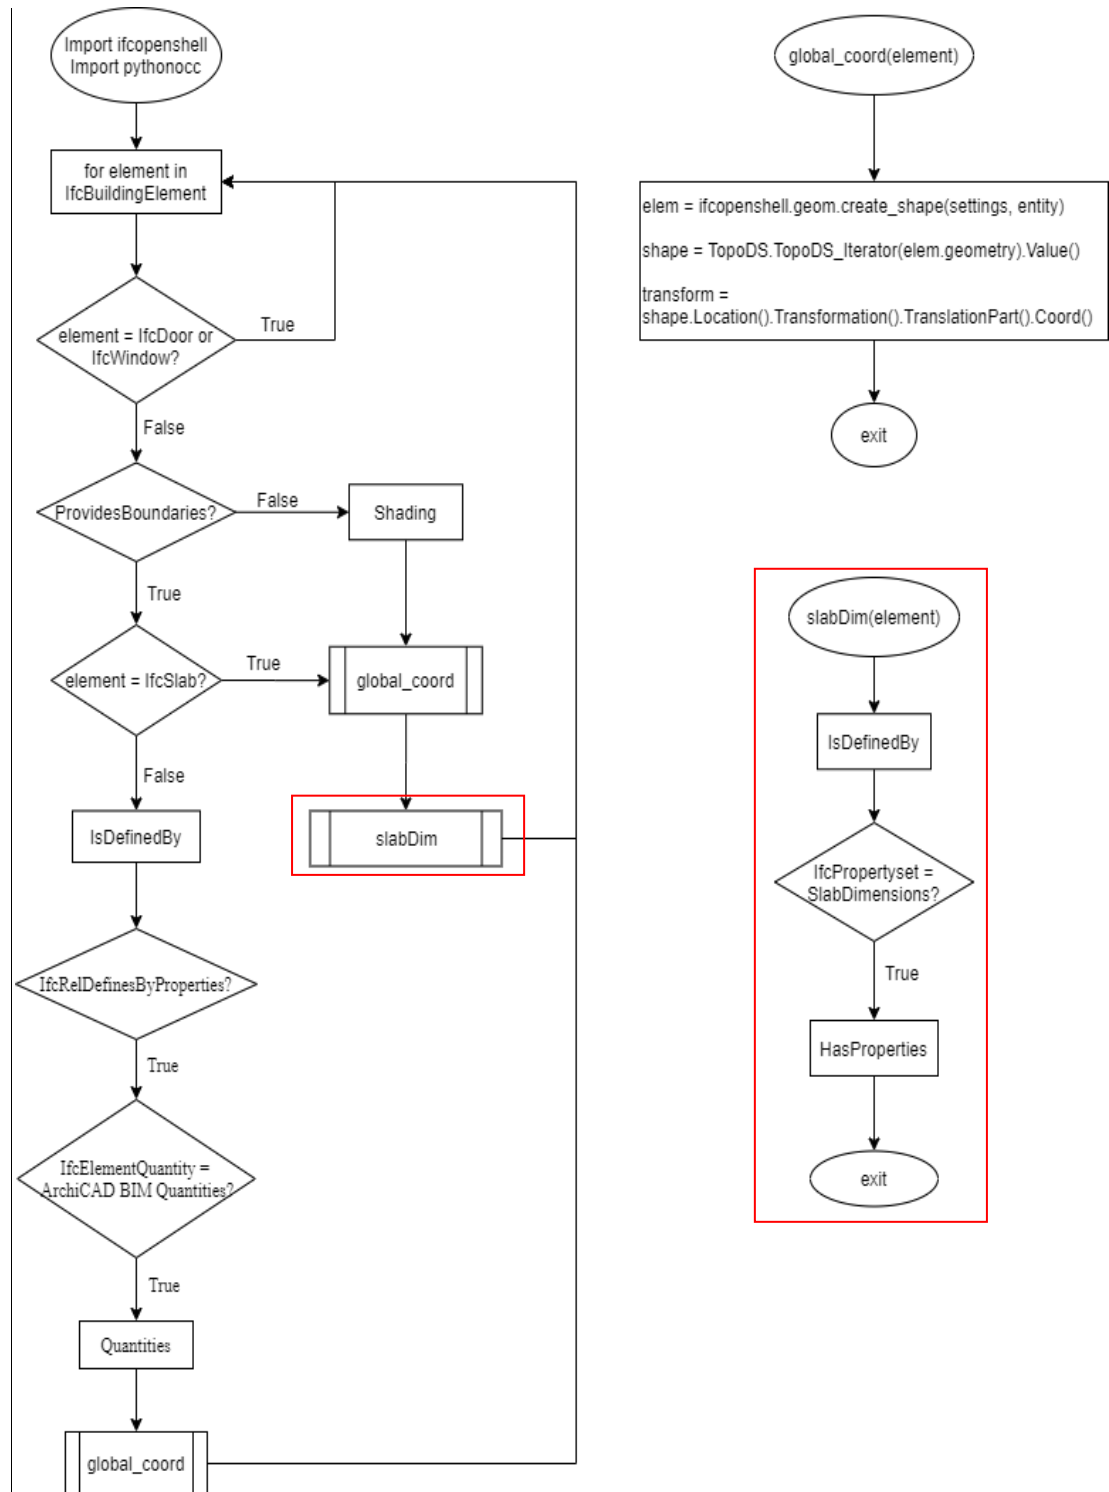 Import ifcopenshell
Import pythonocc
for element in
IfcBuildingElement
element = IfcDoor or
IfcWindow?
True
False
ProvidesBoundaries?
False
Shading
True
element = IfcSlab?
True
global_coord
False
IsDefinedBy
slabDim
IfcRelDefinesByProperties?
True
IfcElementQuantity =
ArchiCAD BIM Quantities?
True
Quantities
global_coord
global_coord(element)
elem = ifcopenshell.geom.create_shape(settings, entity)
shape = TopoDS.TopoDS_Iterator(elem.geometry).Value()
transform =
shape.Location().Transformation().TranslationPart().Coord()
exit
slabDim(element)
IsDefinedBy
IfcPropertyset =
SlabDimensions?
True
HasProperties
exit